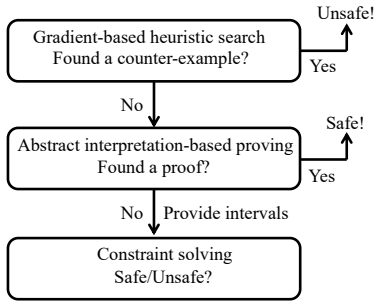 Unsafe!
Gradient-based heuristic search
Found a counter-example?
Yes
No
Safe!
Abstract interpretation-based proving
Found a proof?
Yes
No Provide intervals
Constraint solving
Safe/Unsafe?